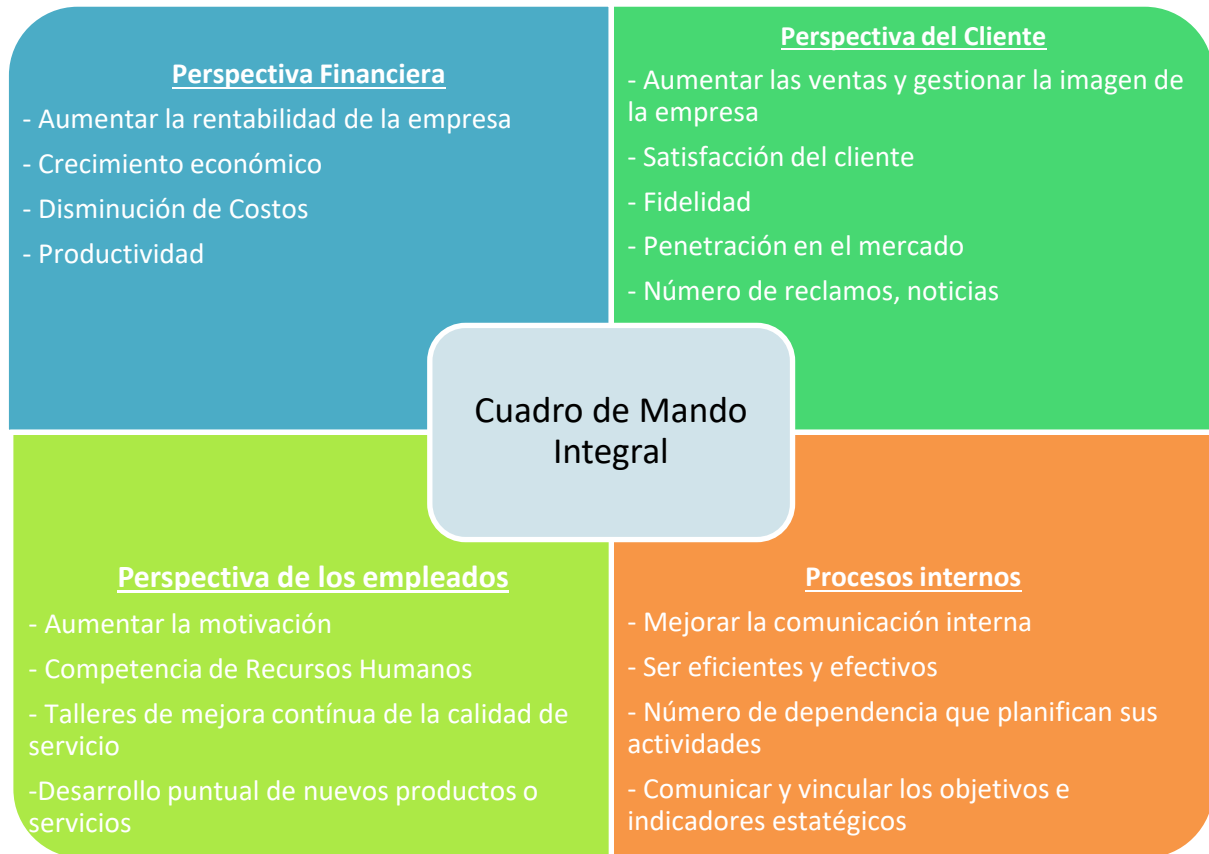 Perspectiva Financiera
- Aumentar la rentabilidad de la empresa
- Crecimiento económico
- Disminución de Costos
- Productividad
Perspectiva del Cliente
- Aumentar las ventas y gestionar la imagen de
la empresa
- Satisfacción del cliente
- Fidelidad
- Penetración en el mercado
- Número de reclamos, noticias
Cuadro de Mando
Integral
Perspectiva de los empleados
- Aumentar la motivación
- Competencia de Recursos Humanos
- Talleres de mejora contínua de la calidad de
servicio
-Desarrollo puntual de nuevos productos o
servicios
Procesos internos
- Mejorar la comunicación interna
- Ser eficientes y efectivos
- Número de dependencia que planifican sus
actividades
- Comunicar y vincular los objetivos e
indicadores estatégicos